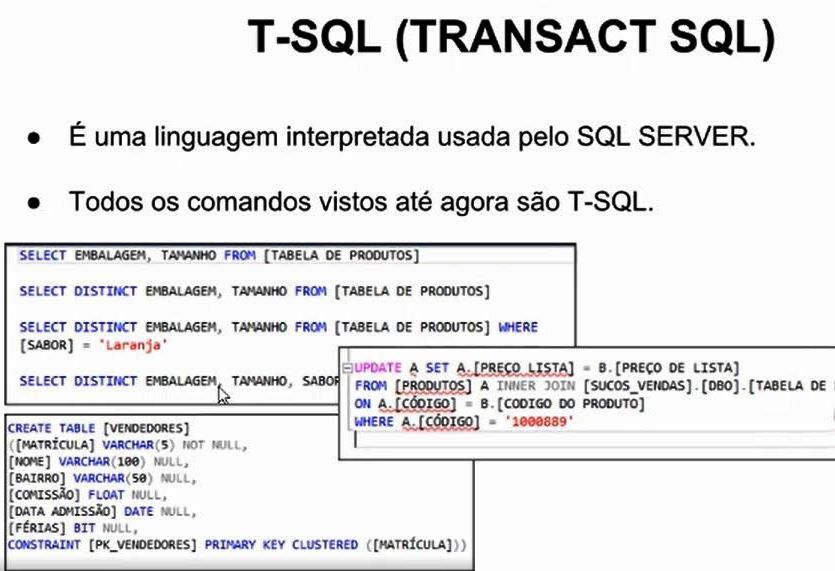 T-SQL (TRANSACT SQL)
● É uma linguagem interpretada usada pelo SQL SERVER.
● Todos os comandos vistos até agora são T-SQL.
SELECT EMBALAGEM, TAMANHO FROM [TABELA DE PRODUTOS]
SELECT DISTINCT EMBALAGEM, TAMANHO FROM [TABELA DE PRODUTOS]
SELECT DISTINCT EMBALAGEM, TAMANHO FROM [TABELA DE PRODUTOS] WHERE
[SABOR] = 'Laranja'
SELECT DISTINCT EMBALAGEM, TAMANHO, SABOR
UPDATE A SET A.[PREÇO LISTA] = B.[PREÇO DE LISTA]
FROM [PRODUTOS] A INNER JOIN [SUCOS_VENDAS].[DBO].[TABELA DE
ON A.[CÓDIGO] = B.[CODIGO DO PRODUTO]
WHERE A.[CÓDIGO] = '1000889'
CREATE TABLE [VENDEDORES]
([MATRÍCULA] VARCHAR(5) NOT NULL,
[NOME] VARCHAR(100) NULL,
[BAIRRO] VARCHAR(50) NULL,
[COMISSÃO] FLOAT NULL,
[DATA ADMISSÃO] DATE NULL,
[FÉRIAS] BIT NULL,
CONSTRAINT [PK_VENDEDORES] PRIMARY KEY CLUSTERED ([MATRÍCULA]))